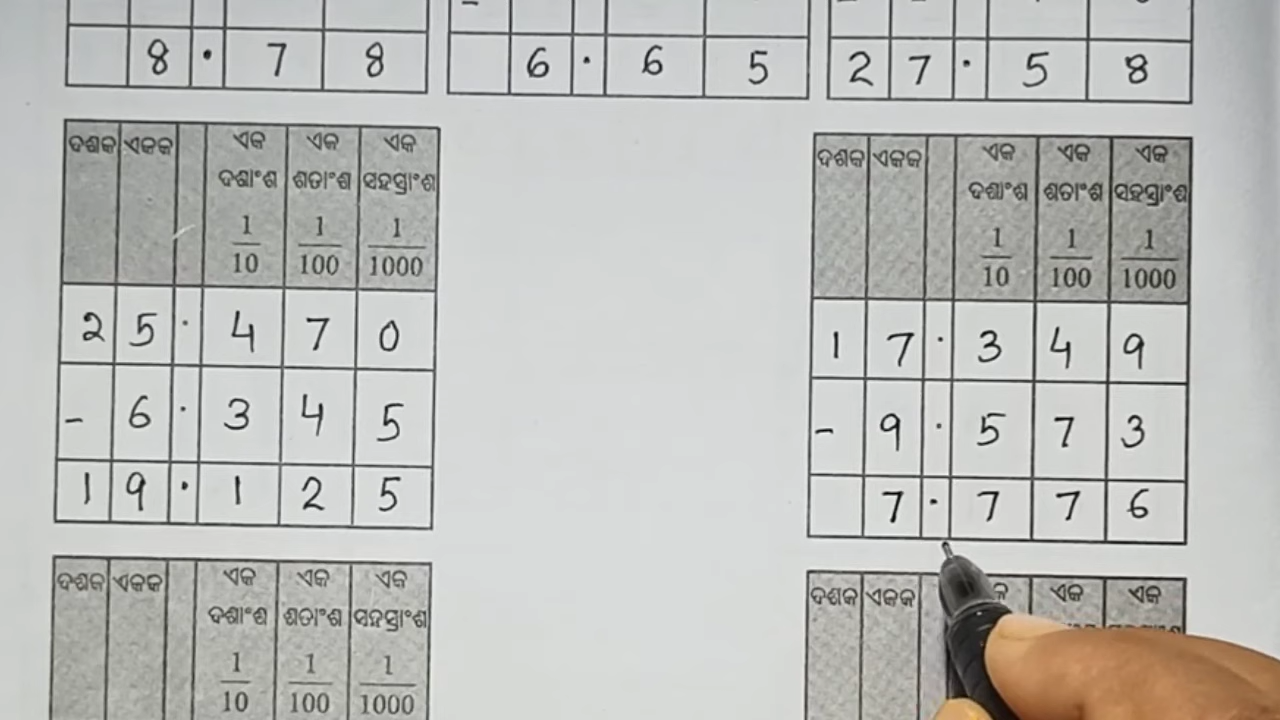 8 . 7 8
- 6 . 6 5
2 7 . 5 8
ଦଶକ ଏକକ ଏକ ଏକ ଏକ
ଦଶାଂଶ ଶତାଂଶ ସହସ୍ରାଂଶ
1/10 1/100 1/1000
2 5 . 4 7 0
- 6 . 3 4 5
1 9 . 1 2 5
ଦଶକ ଏକକ ଏକ ଏକ ଏକ
ଦଶାଂଶ ଶତାଂଶ ସହସ୍ରାଂଶ
1/10 1/100 1/1000
1 7 . 3 4 9
- 9 . 5 7 3
7 . 7 7 6
ଦଶକ ଏକକ ଏକ ଏକ ଏକ
ଦଶାଂଶ ଶତାଂଶ ସହସ୍ରାଂଶ
1/10 1/100 1/1000
ଦଶକ ଏକକ ଏକ ଏକ